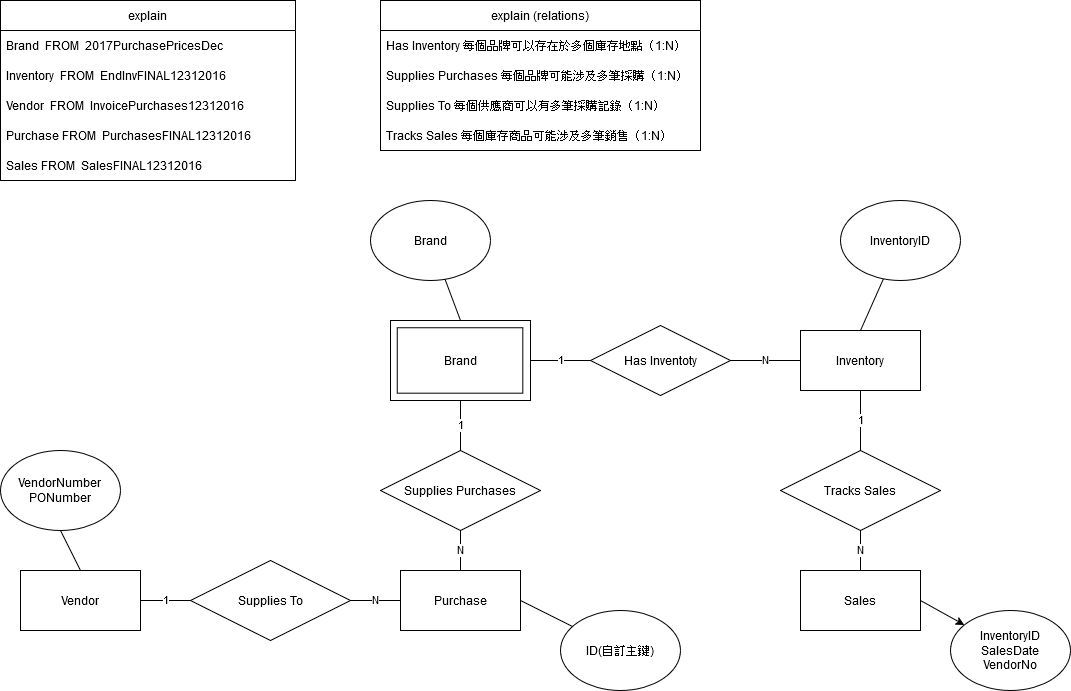 explain
Brand  FROM  2017PurchasePricesDec
Inventory  FROM  EndInvFINAL12312016
Vendor  FROM  InvoicePurchases12312016
Purchase FROM  PurchasesFINAL12312016
Sales FROM  SalesFINAL12312016
explain (relations)
Has Inventory 每個品牌可以存在於多個庫存地點（1:N）
Supplies Purchases 每個品牌可能涉及多筆採購（1:N）
Supplies To 每個供應商可以有多筆採購記錄（1:N）
Tracks Sales 每個庫存商品可能涉及多筆銷售（1:N）
Brand
InventoryID
Brand
1
Has Inventoty
N
Inventory
1
1
VendorNumber
PONumber
Supplies Purchases
Tracks Sales
N
N
Vendor
1
Supplies To
N
Purchase
Sales
ID(自訂主鍵)
InventoryID
SalesDate
VendorNo